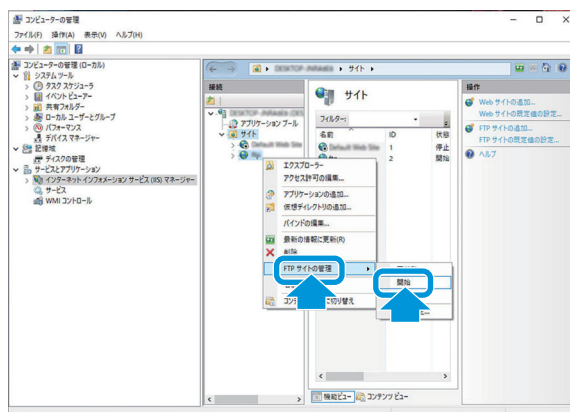 コンピューターの管理
ファイル(F) 操作(A) 表示(V) ヘルプ(H)
コンピューターの管理 (ローカル)
システム ツール
タスク スケジューラ
イベント ビューアー
共有フォルダー
ローカル ユーザーとグループ
パフォーマンス
デバイス マネージャー
記憶域
ディスクの管理
サービスとアプリケーション
インターネット インフォメーション サービス (IIS) マネージャー
サービス
WMI コントロール
サイト
接続
アプリケーション プール
サイト
Default Web Site
ftp
エクスプローラー
アクセス許可の編集...
アプリケーションの追加...
仮想ディレクトリの追加...
バインドの編集...
最新の情報に更新(R)
削除
FTP サイトの管理
に切り替え
開始
サイト
フィルター:
名前 ID 状態
Default Web Site 1 停止
ftp 2 開始
機能ビュー コンテンツ ビュー
操作
Web サイトの追加...
Web サイトの既定値の設定...
FTP サイトの追加...
FTP サイトの既定値の設定...
ヘルプ